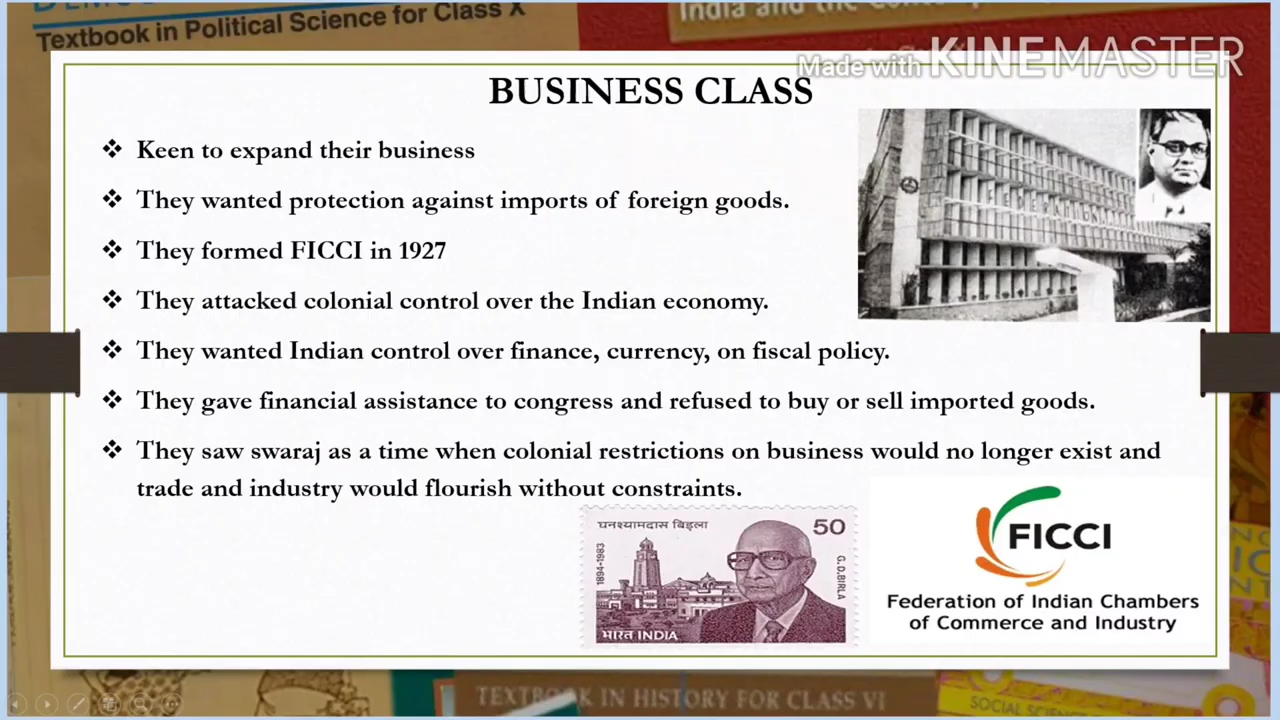 Textbook in Political Science for Class X
India and the
Made with KINEMASTER
BUSINESS CLASS
❖ Keen to expand their business
❖ They wanted protection against imports of foreign goods.
❖ They formed FICCI in 1927
❖ They attacked colonial control over the Indian economy.
❖ They wanted Indian control over finance, currency, on fiscal policy.
❖ They gave financial assistance to congress and refused to buy or sell imported goods.
❖ They saw swaraj as a time when colonial restrictions on business would no longer exist and
trade and industry would flourish without constraints.
घनश्यामदास बिड़ला
50
1894-1983
G. D. BIRLA
भारत INDIA
FICCI
Federation of Indian Chambers
of Commerce and Industry
TEXTBOOK IN HISTORY FOR CLASS VI
SOCIAL